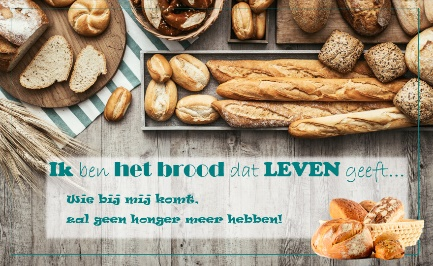 Ik ben het brood dat LEVEN geeft...
Wie bij mij komt,
zal geen honger meer hebben!